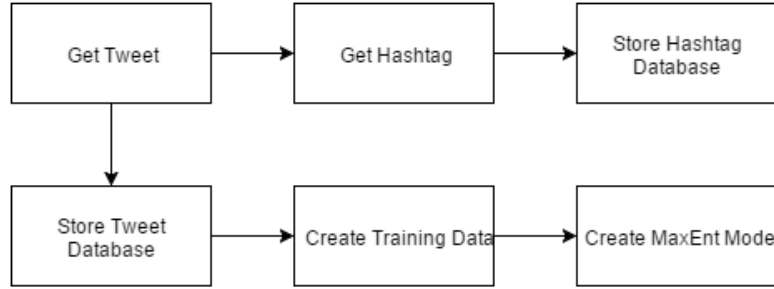 Get Tweet
Get Hashtag
Store Hashtag
Database
Store Tweet
Database
Create Training Data
Create MaxEnt Mode